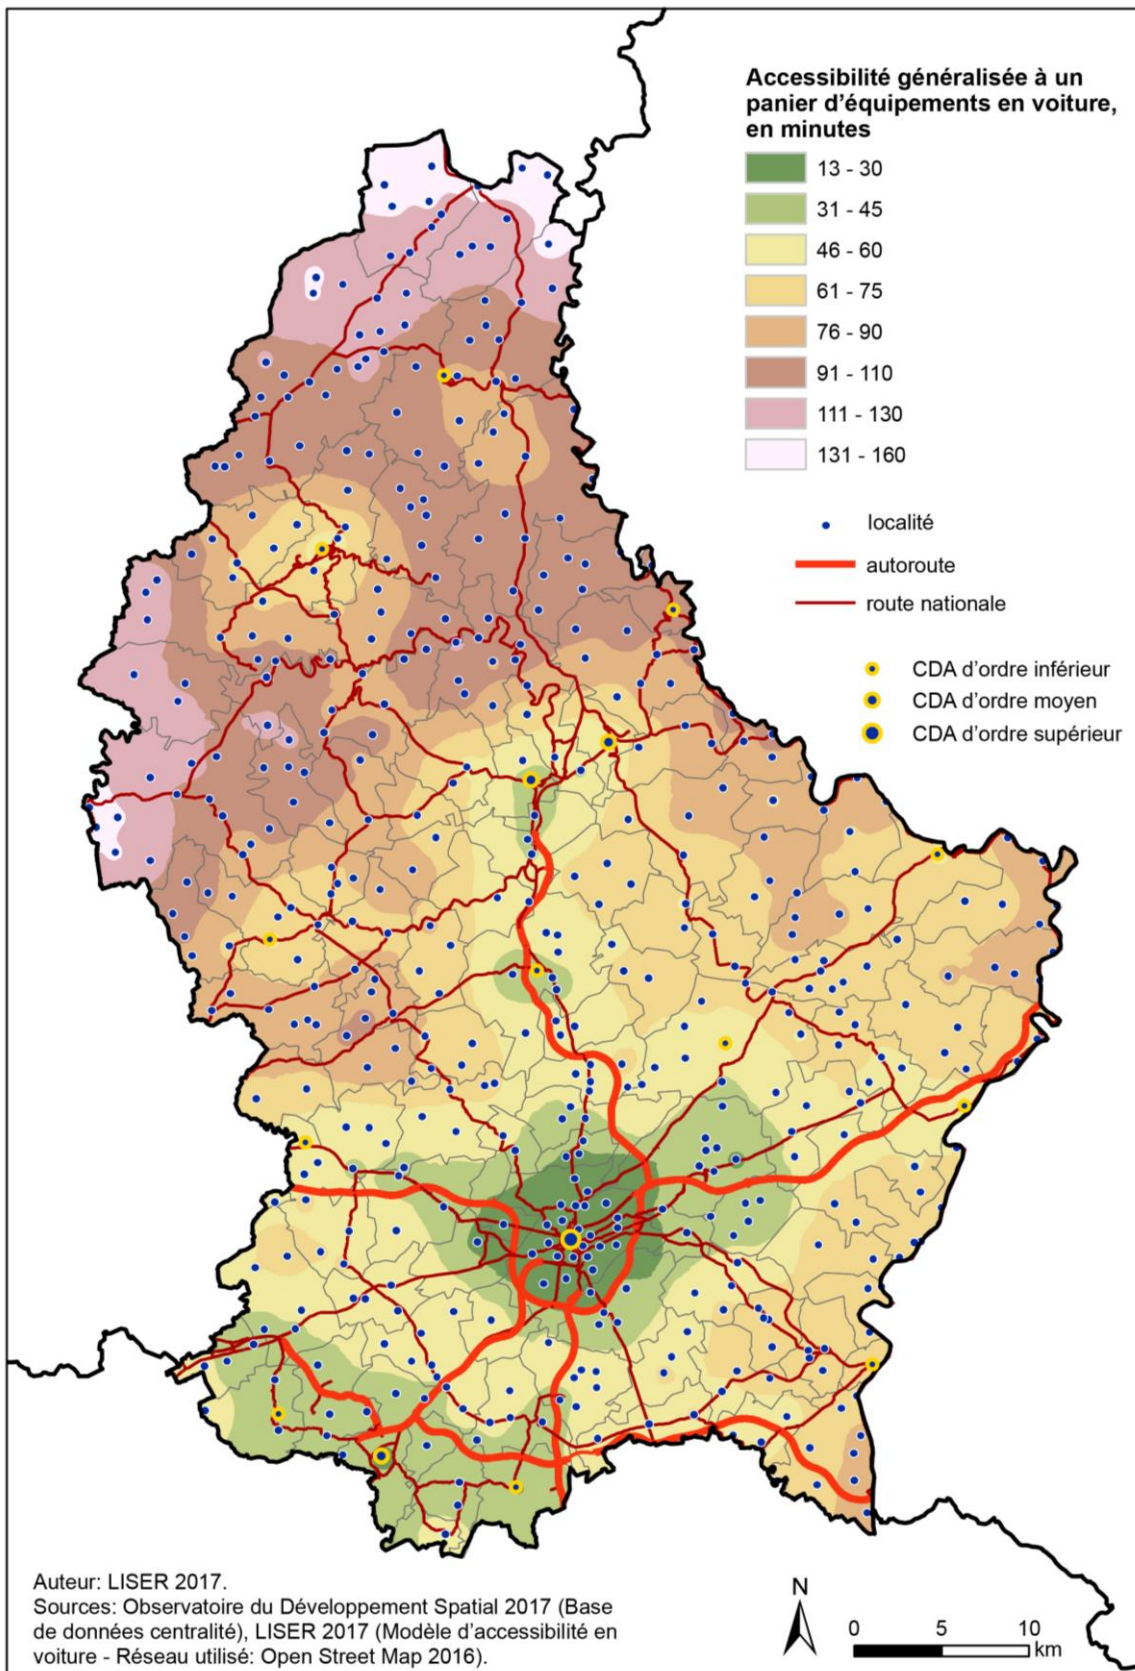 Accessibilité généralisée à un
panier d'équipements en voiture,
en minutes
13 - 30
31 - 45
46 - 60
61 - 75
76 - 90
91 - 110
111 - 130
131 - 160
localité
autoroute
route nationale
CDA d'ordre inférieur
CDA d'ordre moyen
CDA d'ordre supérieur
Auteur: LISER 2017.
Sources: Observatoire du Développement Spatial 2017 (Base
de données centralité), LISER 2017 (Modèle d'accessibilité en
voiture - Réseau utilisé: Open Street Map 2016).
N
0 5 10
km